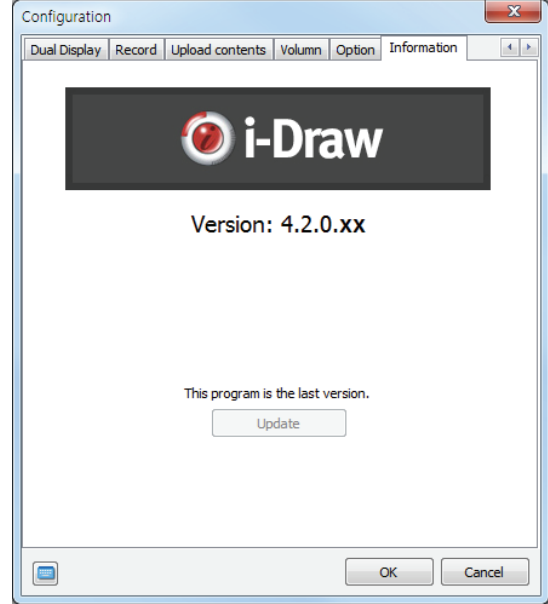 Configuration
Dual Display Record Upload contents Volumn Option Information
i-Draw
Version: 4.2.0.xx
This program is the last version.
Update
OK Cancel